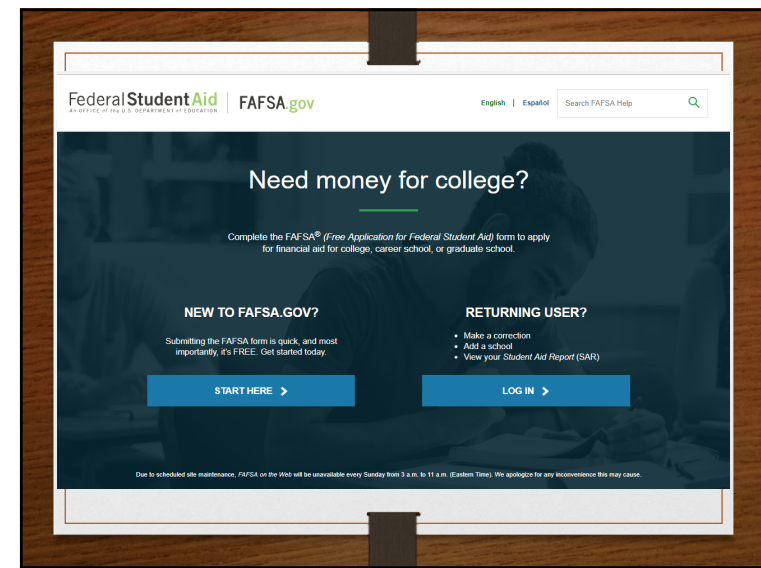 Federal Student Aid
FAFSA.gov
An OFFICE of the U.S. DEPARTMENT of EDUCATION
English | Español
Search FAFSA Help
Need money for college?
Complete the FAFSA® (Free Application for Federal Student Aid) form to apply
for financial aid for college, career school, or graduate school.
NEW TO FAFSA.GOV?
Submitting the FAFSA form is quick, and most
importantly, it's FREE. Get started today.
START HERE
RETURNING USER?
• Make a correction
• Add a school
• View your Student Aid Report (SAR)
LOG IN
Due to scheduled site maintenance, FAFSA on the Web will be unavailable every Sunday from 3 a.m. to 11 a.m. (Eastern Time). We apologize for any inconvenience this may cause.